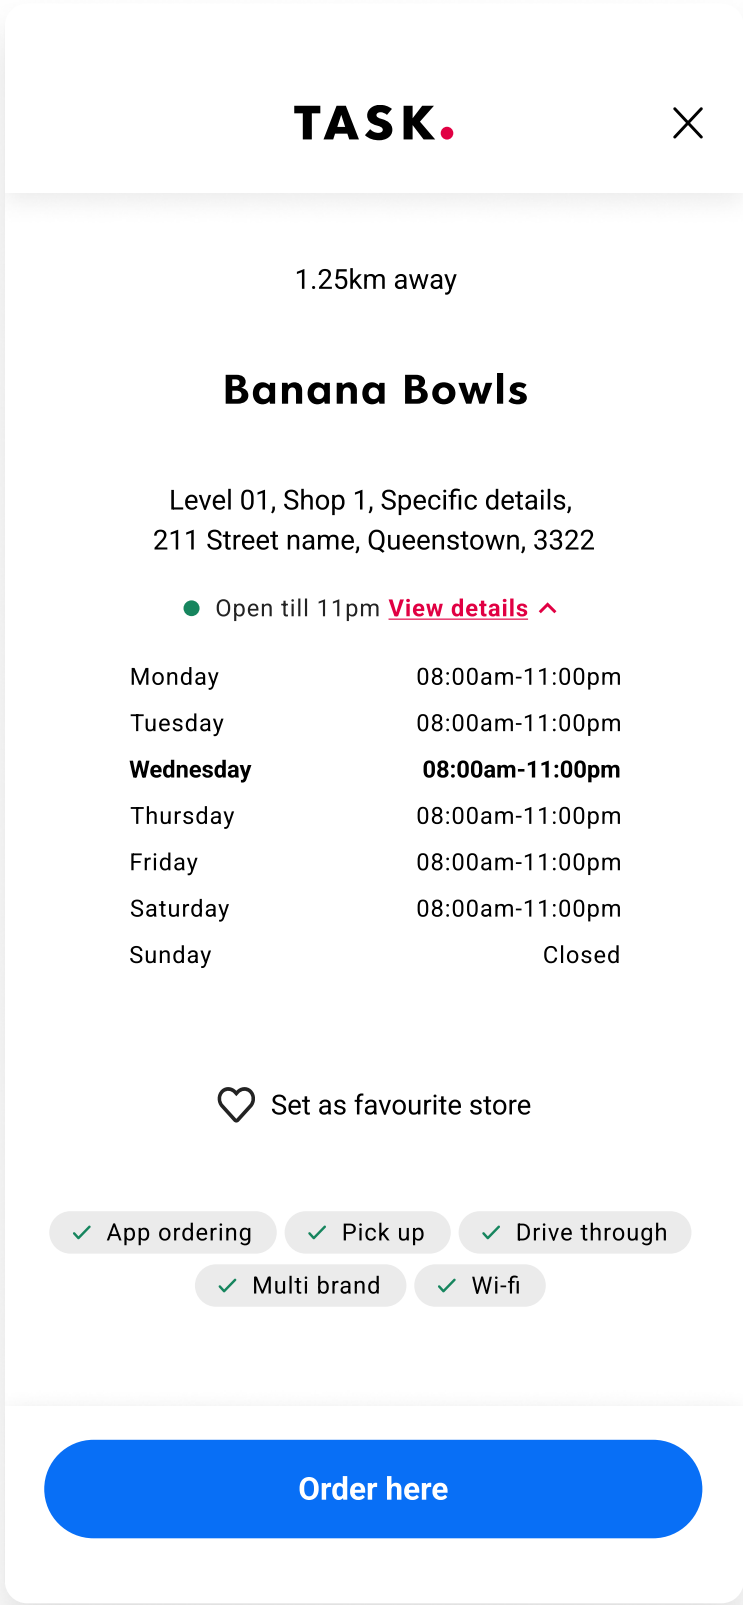 TASK.
1.25km away
Banana Bowls
Level 01, Shop 1, Specific details,
211 Street name, Queenstown, 3322
Open till 11pm View details
Monday 08:00am-11:00pm
Tuesday 08:00am-11:00pm
Wednesday 08:00am-11:00pm
Thursday 08:00am-11:00pm
Friday 08:00am-11:00pm
Saturday 08:00am-11:00pm
Sunday Closed
Set as favourite store
App ordering Pick up Drive through
Multi brand Wi-fi
Order here